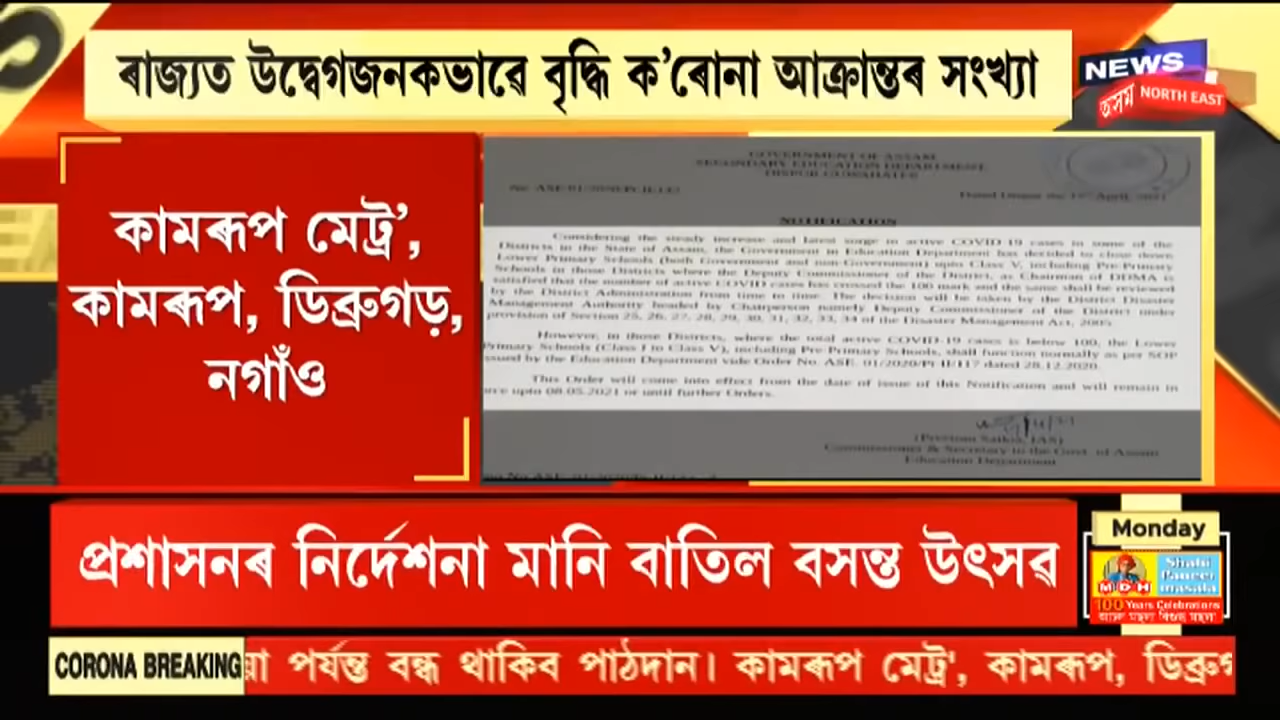 ৰাজ্যত উদ্বেগজনকভাৱে বৃদ্ধি ক'ৰোনা আক্ৰান্তৰ সংখ্যা
NEWS
অসম NORTH EAST
কামৰূপ মেট্ৰ',
কামৰূপ, ডিব্ৰুগড়,
নগাঁও
GOVERNMENT OF ASSAM
SECONDARY EDUCATION DEPARTMENT
NOTIFICATION
Considering the steady increase and latest surge in active COVID-19 cases in some of the
Districts in the State of Assam, the Government in Education Department has decided to close down
Lower Primary Schools (both Government and non-Government) upto Class V, including Pre-Primary
Schools in those Districts where the Deputy Commissioner of the District, as Chairman of DDMA is
satisfied that the number of active COVID cases has crossed the 100 mark and the same shall be reviewed
by the District Administration from time to time. The decision will be taken by the District Disaster
Management Authority headed by Chairperson namely Deputy Commissioner of the District under
provision of Section 25, 26, 27, 28, 29, 30, 31, 32, 33, 34 of the Disaster Management Act, 2005.
However, in those Districts, where the total active COVID-19 cases is below 100, the Lower
Primary Schools (Class I to Class V), including Pre-Primary Schools, shall function normally as per SOP
issued by the Education Department vide Order No. ASE. 01/2020/Pt-II/117 dated 28.12.2020.
This Order will come into effect from the date of issue of this Notification and will remain in
upto 08.05.2021 or until further Orders.
Commissioner & Secretary to the Govt. of Assam
Education Department
প্ৰশাসনৰ নিৰ্দেশনা মানি বাতিল বসন্ত উৎসৱ
Monday
MDH
Shahi
Paneer
masala
100 Years Celebrations
CORONA BREAKING
পৰ্যন্ত বন্ধ থাকিব পাঠদান। কামৰূপ মেট্ৰ', কামৰূপ, ডিব্ৰুগ